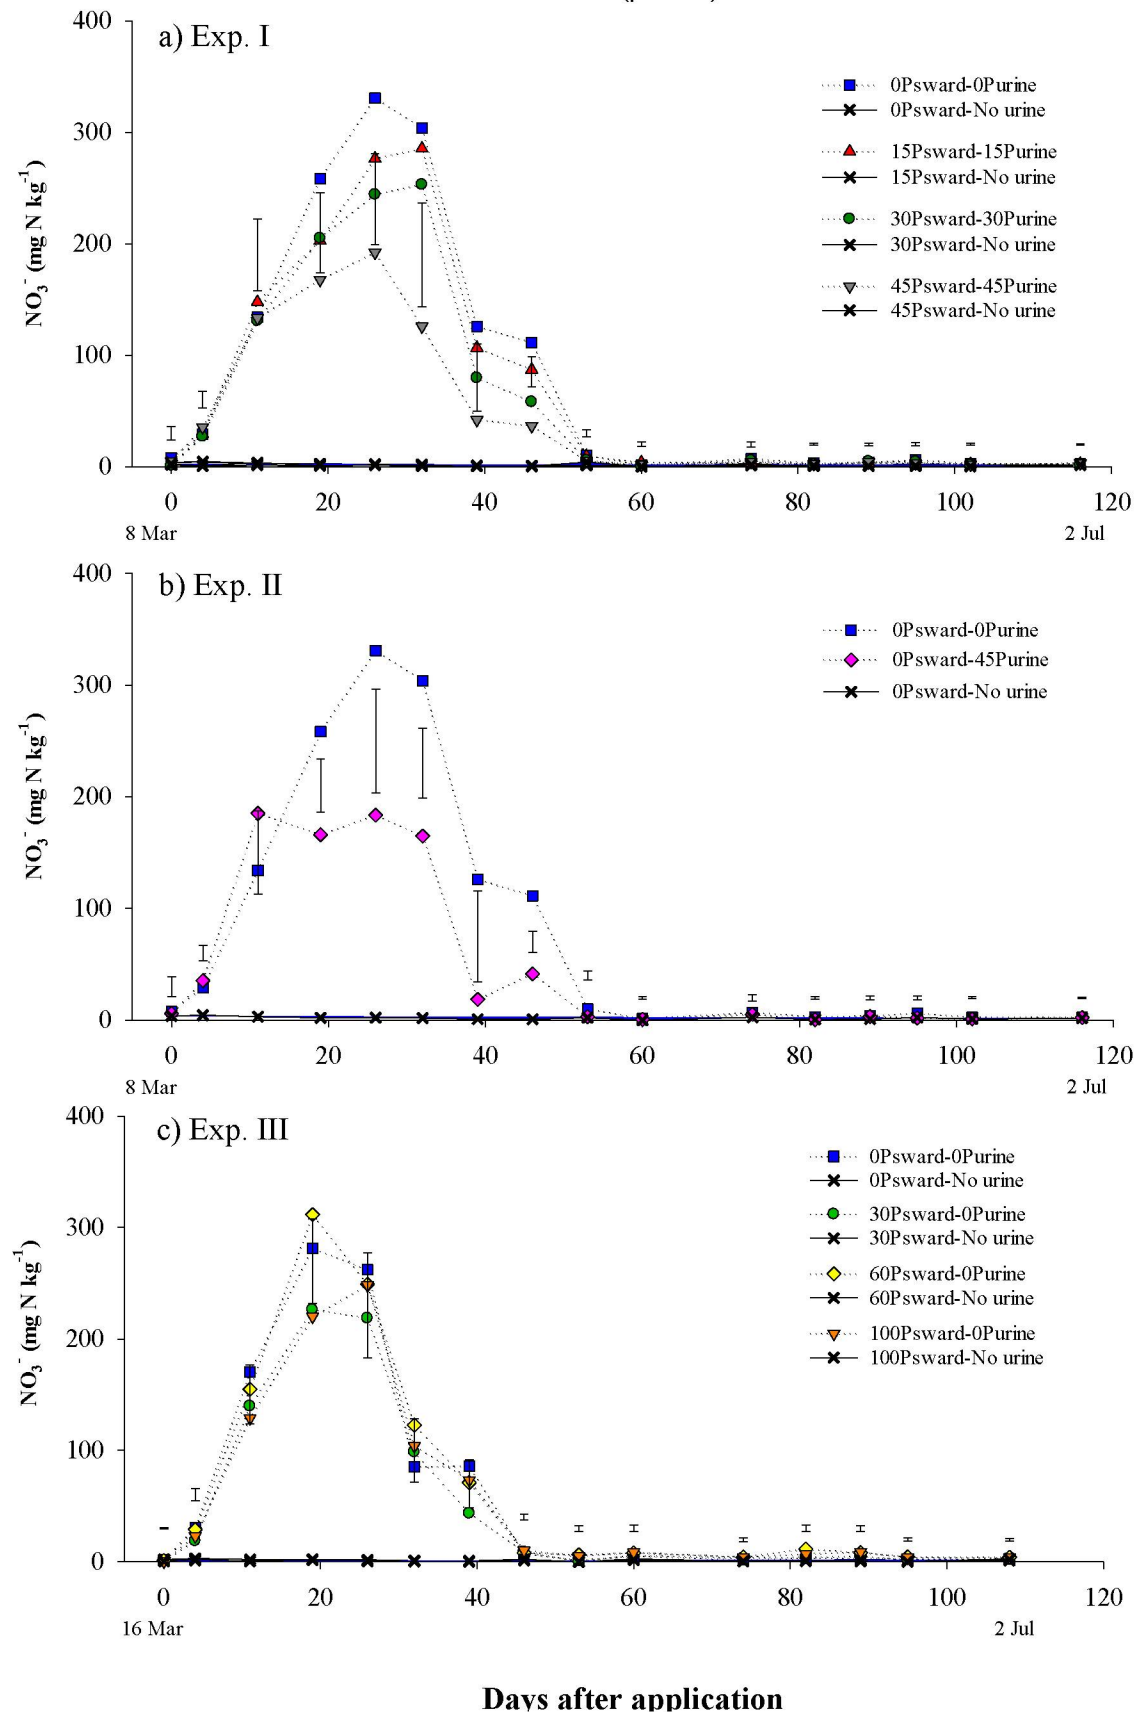 400
a) Exp. I
300
200
100
0
NO₃⁻ (mg N kg⁻¹)
0Psward-0Purine
0Psward-No urine
15Psward-15Purine
15Psward-No urine
30Psward-30Purine
30Psward-No urine
45Psward-45Purine
45Psward-No urine
0 20 40 60 80 100 120
8 Mar 2 Jul
400
b) Exp. II
300
200
100
0
NO₃⁻ (mg N kg⁻¹)
0Psward-0Purine
0Psward-45Purine
0Psward-No urine
0 20 40 60 80 100 120
8 Mar 2 Jul
400
c) Exp. III
300
200
100
0
NO₃⁻ (mg N kg⁻¹)
0Psward-0Purine
0Psward-No urine
30Psward-0Purine
30Psward-No urine
60Psward-0Purine
60Psward-No urine
100Psward-0Purine
100Psward-No urine
0 20 40 60 80 100 120
16 Mar 2 Jul
Days after application